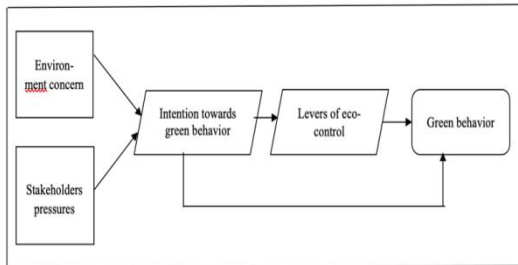 Environ-
ment concern
Intention towards
green behavior
Levers of eco-
control
Green behavior
Stakeholders
pressures